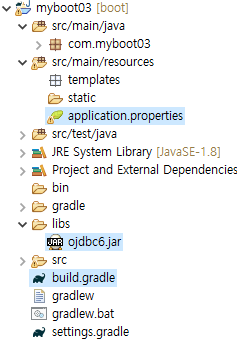 myboot03 [boot]
src/main/java
com.myboot03
src/main/resources
templates
static
application.properties
src/test/java
JRE System Library [JavaSE-1.8]
Project and External Dependencies
bin
gradle
libs
ojdbc6.jar
src
build.gradle
gradlew
gradlew.bat
settings.gradle